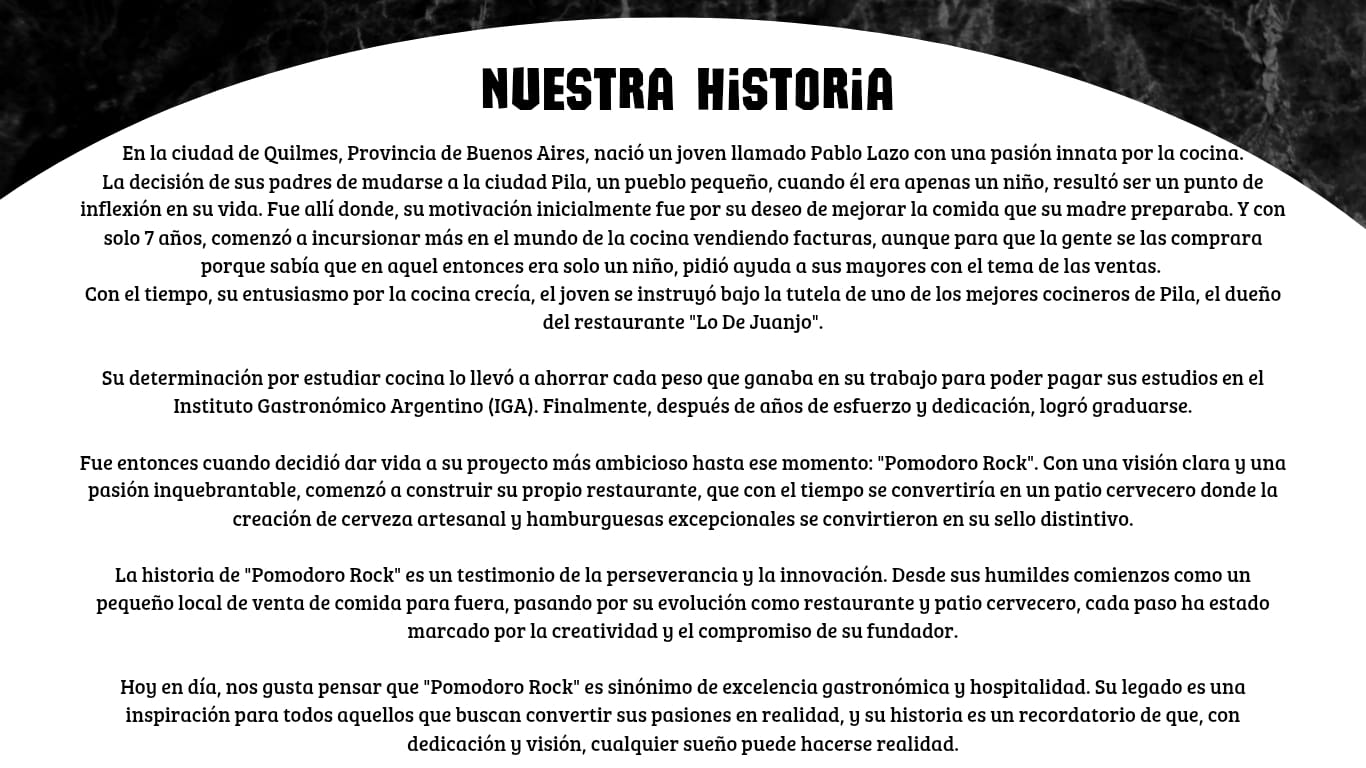 NUESTRA HiSTORiA
En la ciudad de Quilmes, Provincia de Buenos Aires, nació un joven llamado Pablo Lazo con una pasión innata por la cocina.
La decisión de sus padres de mudarse a la ciudad Pila, un pueblo pequeño, cuando él era apenas un niño, resultó ser un punto de
inflexión en su vida. Fue allí donde, su motivación inicialmente fue por su deseo de mejorar la comida que su madre preparaba. Y con
solo 7 años, comenzó a incursionar más en el mundo de la cocina vendiendo facturas, aunque para que la gente se las comprara
porque sabía que en aquel entonces era solo un niño, pidió ayuda a sus mayores con el tema de las ventas.
Con el tiempo, su entusiasmo por la cocina crecía, el joven se instruyó bajo la tutela de uno de los mejores cocineros de Pila, el dueño
del restaurante "Lo De Juanjo".
Su determinación por estudiar cocina lo llevó a ahorrar cada peso que ganaba en su trabajo para poder pagar sus estudios en el
Instituto Gastronómico Argentino (IGA). Finalmente, después de años de esfuerzo y dedicación, logró graduarse.
Fue entonces cuando decidió dar vida a su proyecto más ambicioso hasta ese momento: "Pomodoro Rock". Con una visión clara y una
pasión inquebrantable, comenzó a construir su propio restaurante, que con el tiempo se convertiría en un patio cervecero donde la
creación de cerveza artesanal y hamburguesas excepcionales se convirtieron en su sello distintivo.
La historia de "Pomodoro Rock" es un testimonio de la perseverancia y la innovación. Desde sus humildes comienzos como un
pequeño local de venta de comida para fuera, pasando por su evolución como restaurante y patio cervecero, cada paso ha estado
marcado por la creatividad y el compromiso de su fundador.
Hoy en día, nos gusta pensar que "Pomodoro Rock" es sinónimo de excelencia gastronómica y hospitalidad. Su legado es una
inspiración para todos aquellos que buscan convertir sus pasiones en realidad, y su historia es un recordatorio de que, con
dedicación y visión, cualquier sueño puede hacerse realidad.